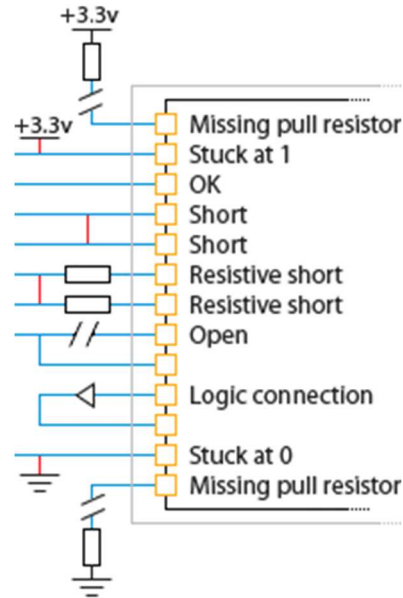 +3.3v
Missing pull resistor
+3.3v
Stuck at 1
OK
Short
Short
Resistive short
Resistive short
Open
Logic connection
Stuck at 0
Missing pull resistor